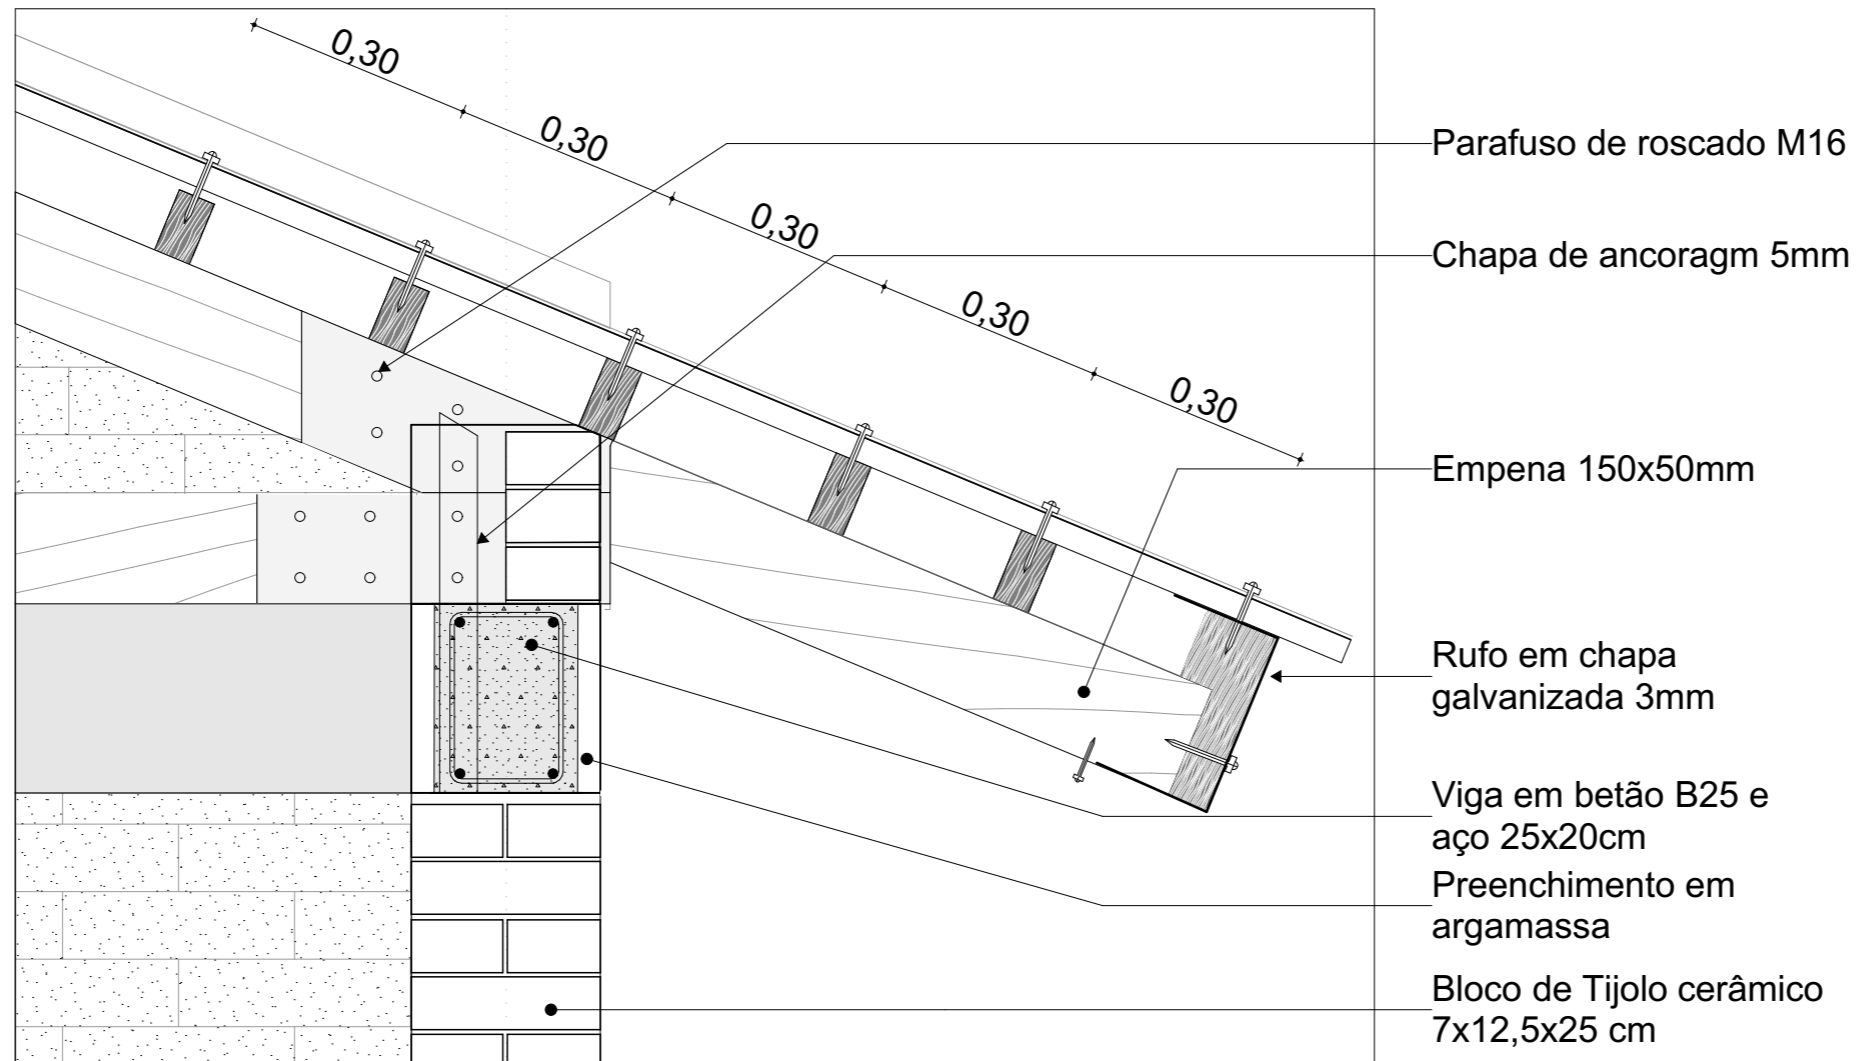 0,30
0,30
0,30
0,30
0,30
Parafuso de roscado M16
Chapa de ancoragm 5mm
Empena 150x50mm
Rufo em chapa
galvanizada 3mm
Viga em betão B25 e
aço 25x20cm
Preenchimento em
argamassa
Bloco de Tijolo cerâmico
7x12,5x25 cm